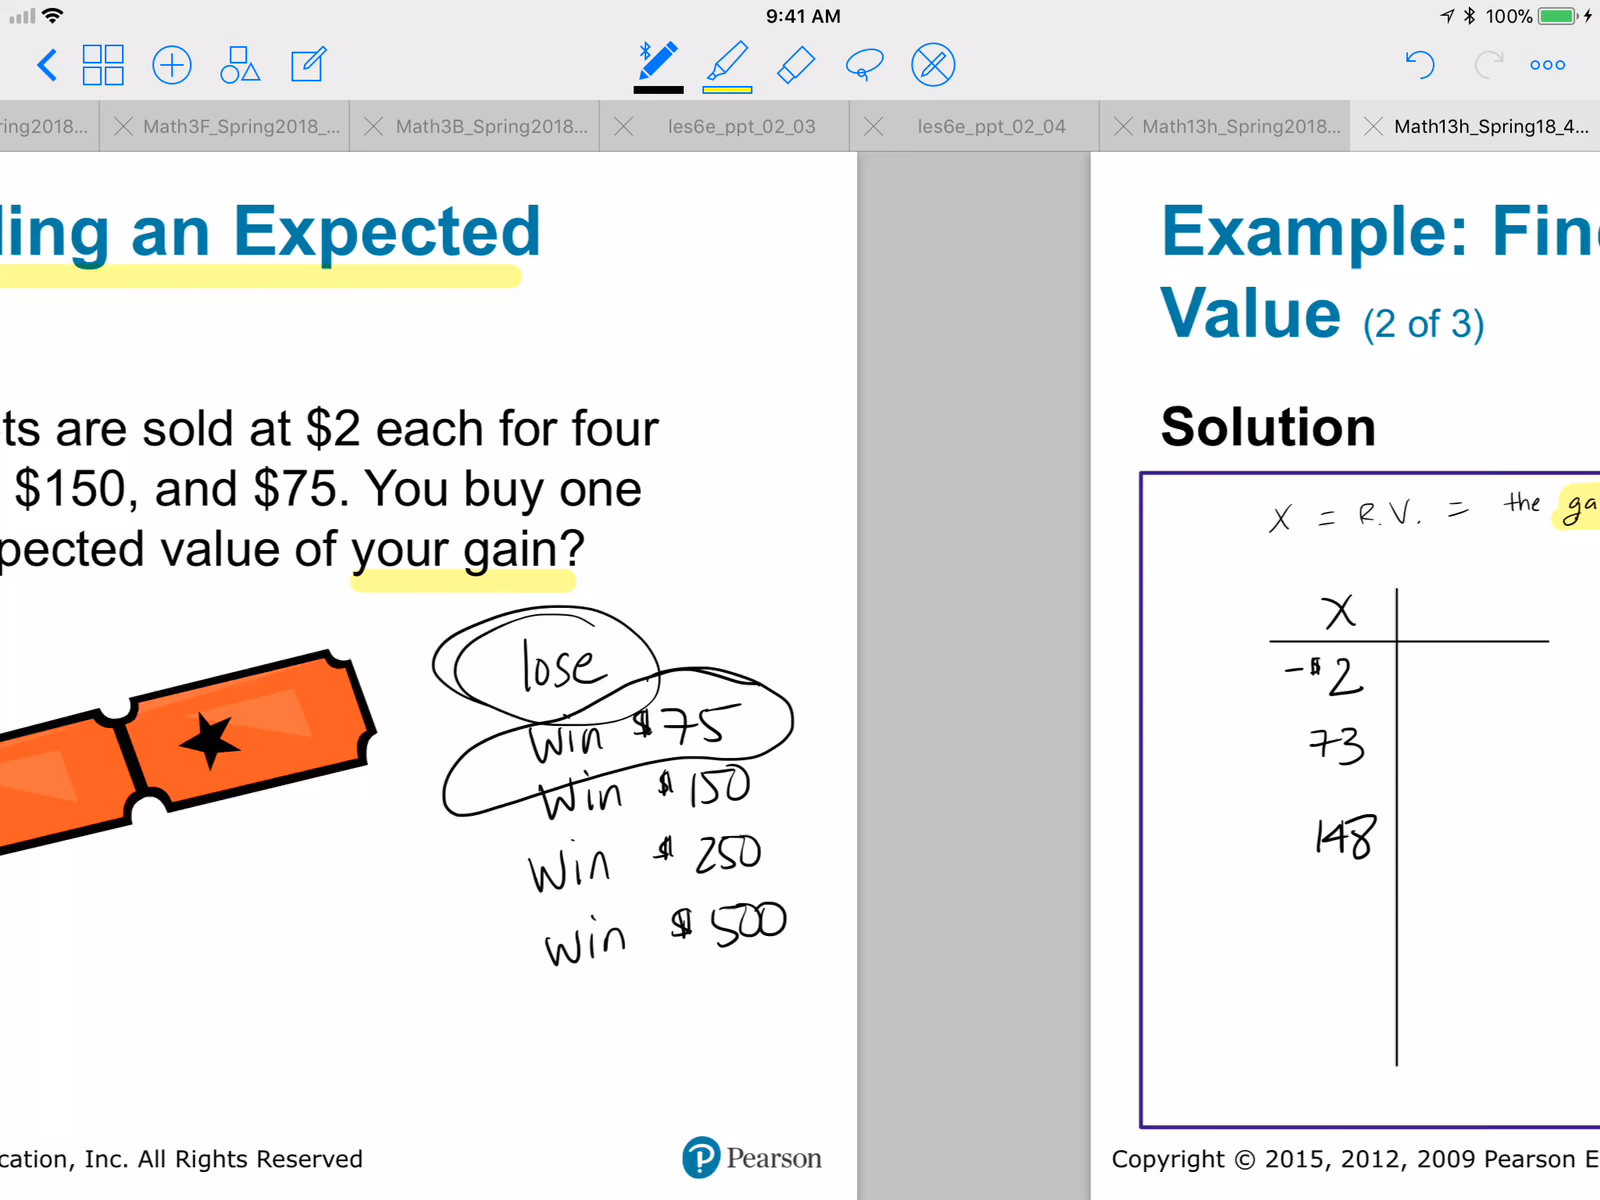 9:41 AM
100%
ring2018...
Math3F_Spring2018_...
Math3B_Spring2018...
les6e_ppt_02_03
les6e_ppt_02_04
Math13h_Spring2018...
Math13h_Spring18_4...
ding an Expected
ts are sold at $2 each for four
$150, and $75. You buy one
pected value of your gain?
lose
win $75
win $150
win $250
win $500
cation, Inc. All Rights Reserved
P Pearson
Example: Find
Value (2 of 3)
Solution
X = R.V. = the ga
X
-$2
73
148
Copyright © 2015, 2012, 2009 Pearson E